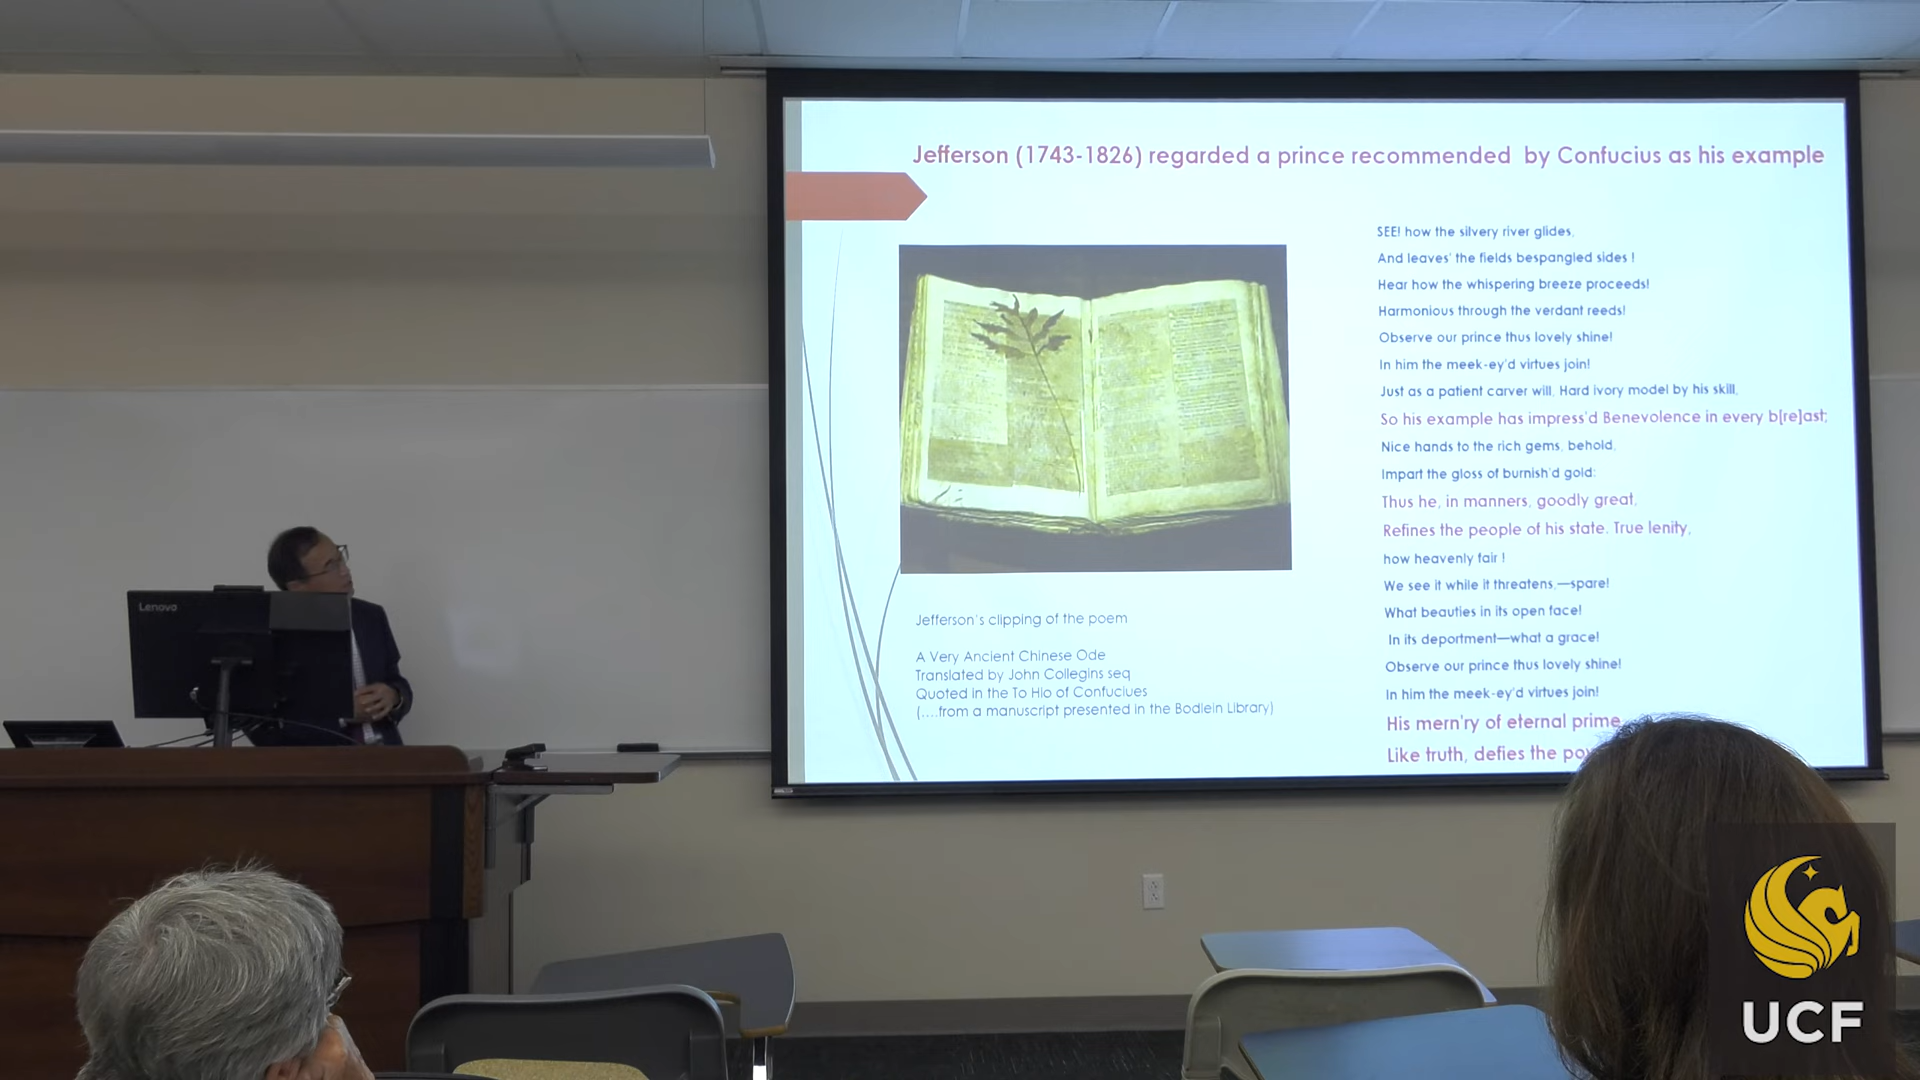 Jefferson (1743-1826) regarded a prince recommended by Confucius as his example
SEE! how the silvery river glides,
And leaves' the fields bespangled sides !
Hear how the whispering breeze proceeds!
Harmonious through the verdant reeds!
Observe our prince thus lovely shine!
In him the meek-ey'd virtues join!
Just as a patient carver will, Hard ivory model by his skill,
So his example has impress'd Benevolence in every b[re]ast;
Nice hands to the rich gems, behold,
Impart the gloss of burnish'd gold:
Thus he, in manners, goodly great,
Refines the people of his state. True lenity,
how heavenly fair !
We see it while it threatens,—spare!
What beauties in its open face!
In its deportment—what a grace!
Observe our prince thus lovely shine!
In him the meek-ey'd virtues join!
His mern'ry of eternal prime,
Like truth, defies the
Jefferson's clipping of the poem
A Very Ancient Chinese Ode
Translated by John Collegins seq
Quoted in the To Hio of Confuciues
(....from a manuscript presented in the Bodlein Library)
Lenovo
UCF